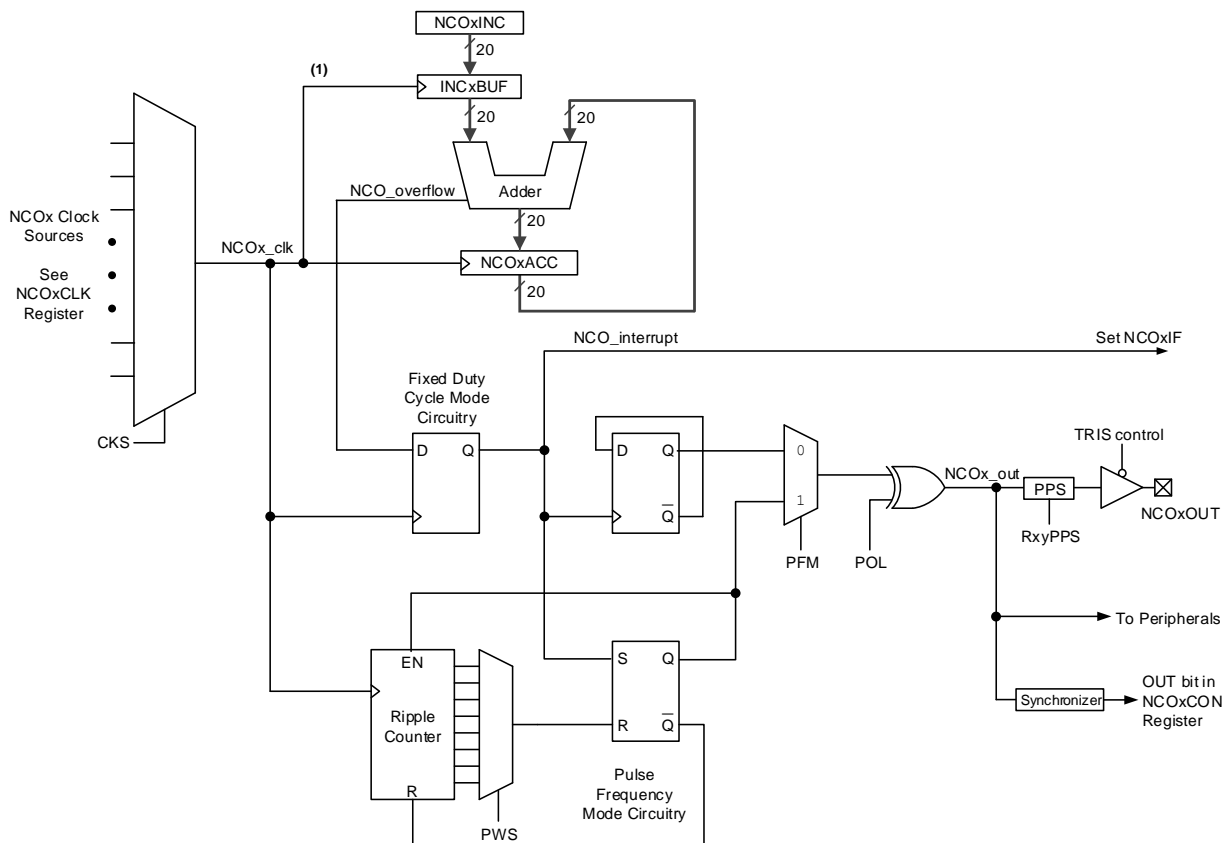 NCOxINC
20
(1)
INCxBUF
20
20
Adder
NCO_overflow
20
NCOx Clock
Sources
See
NCOxCLK
Register
NCOx_clk
NCOxACC
20
NCO_interrupt
Set NCOxIF
Fixed Duty
Cycle Mode
Circuitry
CKS
D
Q
D
Q
Q
0
1
PFM
POL
NCOx_out
TRIS control
PPS
RxyPPS
NCOxOUT
To Peripherals
EN
Ripple
Counter
R
PWS
S
Q
R
Q
Synchronizer
OUT bit in
NCOxCON
Register
Pulse
Frequency
Mode Circuitry